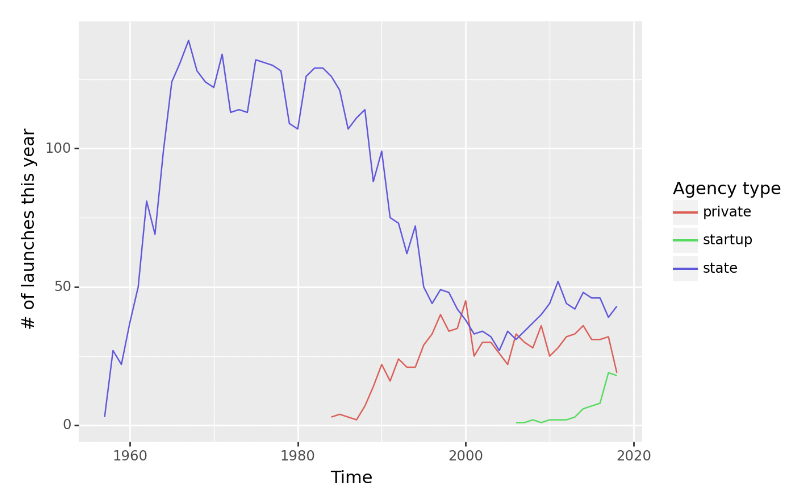 # of launches this year
100
50
0
1960
1980
2000
2020
Time
Agency type
private
startup
state